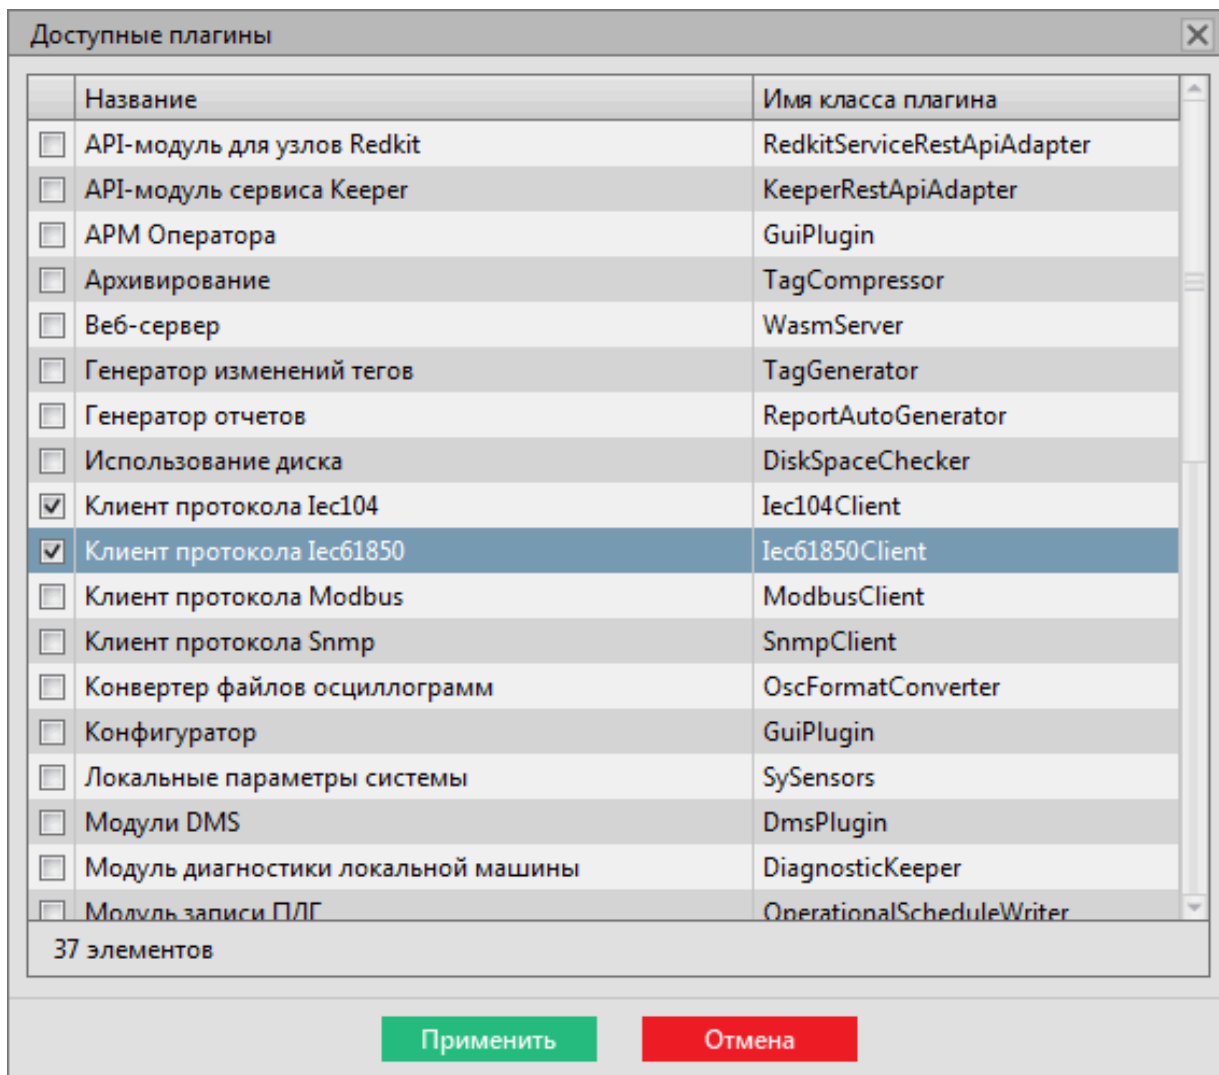 Доступные плагины
Название Имя класса плагина
API-модуль для узлов Redkit RedkitServiceRestApiAdapter
API-модуль сервиса Keeper KeeperRestApiAdapter
АРМ Оператора GuiPlugin
Архивирование TagCompressor
Веб-сервер WasmServer
Генератор изменений тегов TagGenerator
Генератор отчетов ReportAutoGenerator
Использование диска DiskSpaceChecker
Клиент протокола Iec104 Iec104Client
Клиент протокола Iec61850 Iec61850Client
Клиент протокола Modbus ModbusClient
Клиент протокола Snmp SnmpClient
Конвертер файлов осциллограмм OscFormatConverter
Конфигуратор GuiPlugin
Локальные параметры системы SySensors
Модули DMS DmsPlugin
Модуль диагностики локальной машины DiagnosticKeeper
Модуль записи ПДГ OperationalScheduleWriter
37 элементов
Применить Отмена